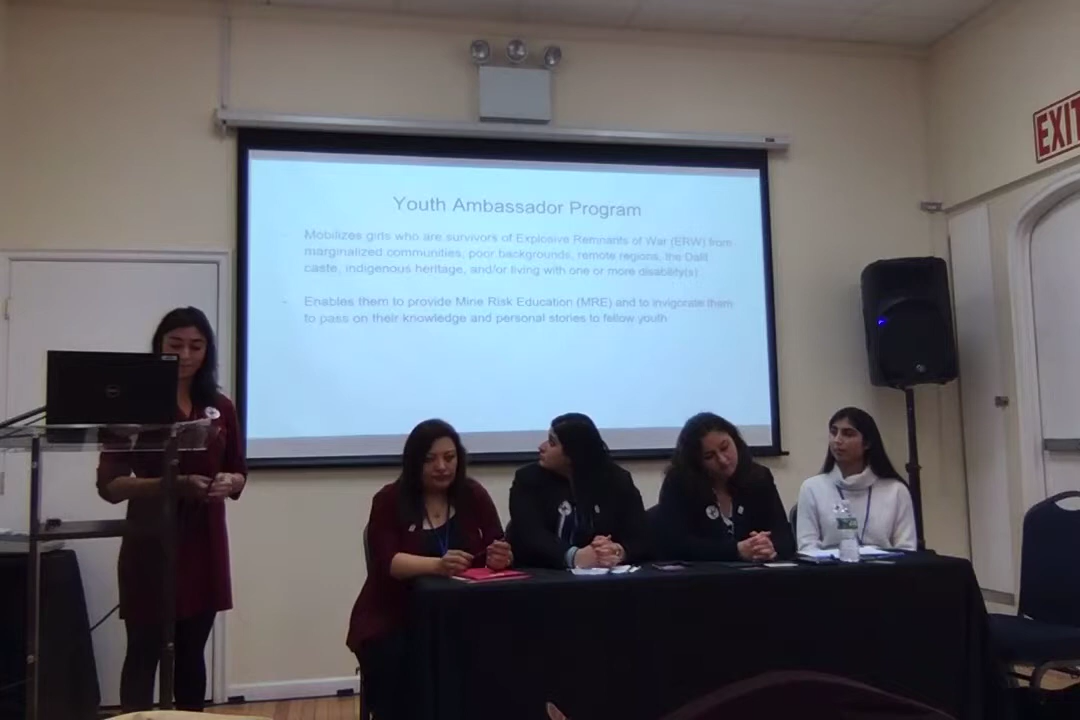 EXIT
Youth Ambassador Program
Mobilizes girls who are survivors of Explosive Remnants of War (ERW) from
marginalized communities, poor backgrounds, remote regions, the Dalit
caste, indigenous heritage, and/or living with one or more disability(s)
- Enables them to provide Mine Risk Education (MRE) and to invigorate them
to pass on their knowledge and personal stories to fellow youth
DELL